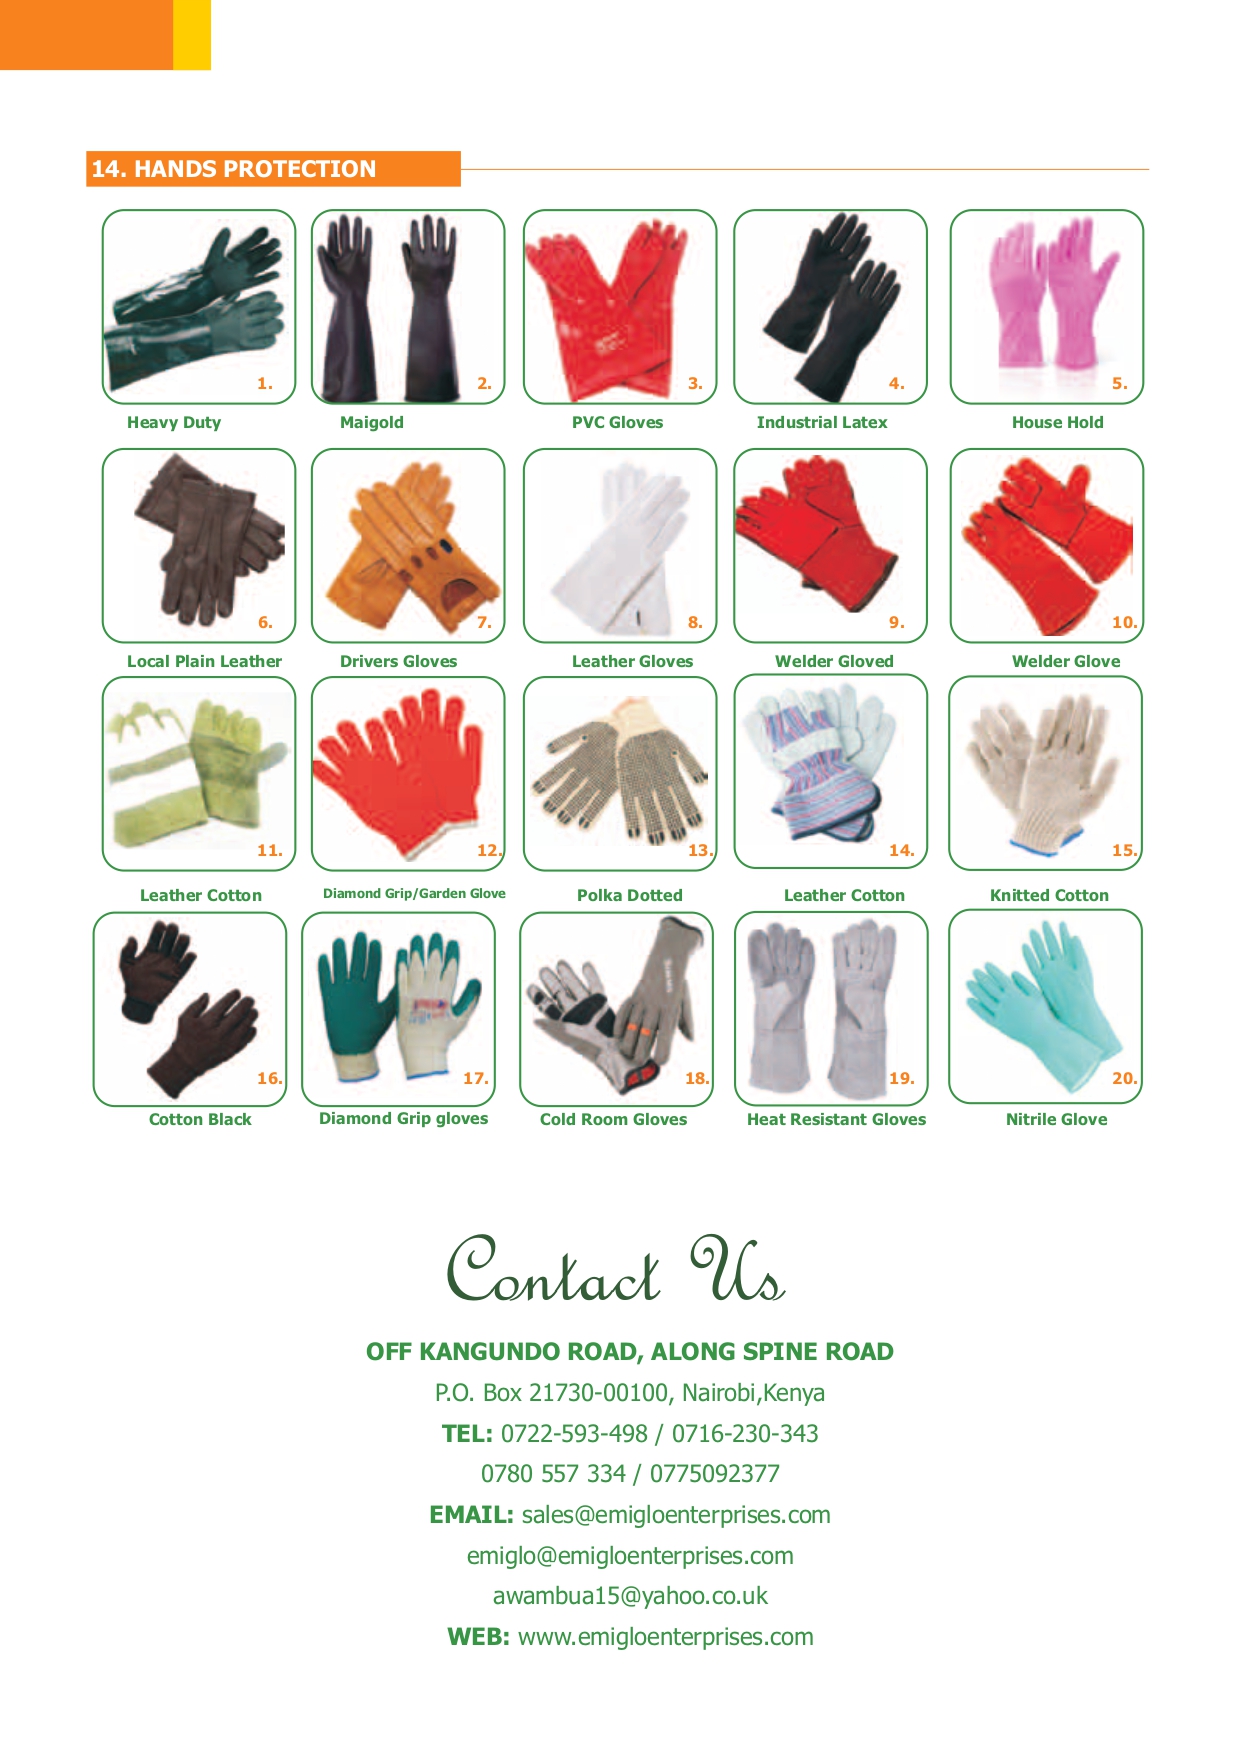 14. HANDS PROTECTION
1. 2. 3. 4. 5.
Heavy Duty Maigold PVC Gloves Industrial Latex House Hold
6. 7. 8. 9. 10.
Local Plain Leather Drivers Gloves Leather Gloves Welder Gloved Welder Glove
11. 12. 13. 14. 15.
Leather Cotton Diamond Grip/Garden Glove Polka Dotted Leather Cotton Knitted Cotton
16. 17. 18. 19. 20.
Cotton Black Diamond Grip gloves Cold Room Gloves Heat Resistant Gloves Nitrile Glove
Contact Us
OFF KANGUNDO ROAD, ALONG SPINE ROAD
P.O. Box 21730-00100, Nairobi,Kenya
TEL: 0722-593-498 / 0716-230-343
0780 557 334 / 0775092377
EMAIL: sales@emigloenterprises.com
emiglo@emigloenterprises.com
awambua15@yahoo.co.uk
WEB: www.emigloenterprises.com